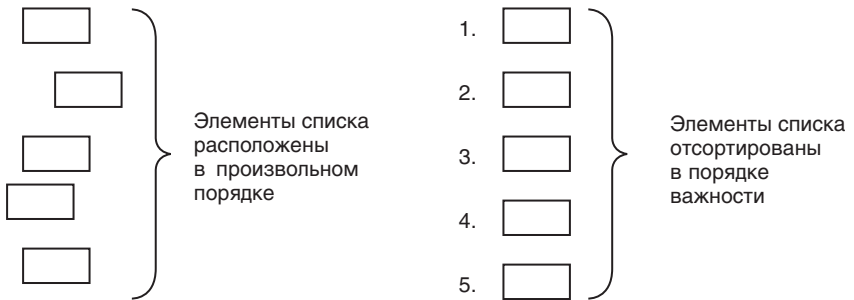 Элементы списка
расположены
в произвольном
порядке
1.
2.
3.
4.
5.
Элементы списка
отсортированы
в порядке
важности